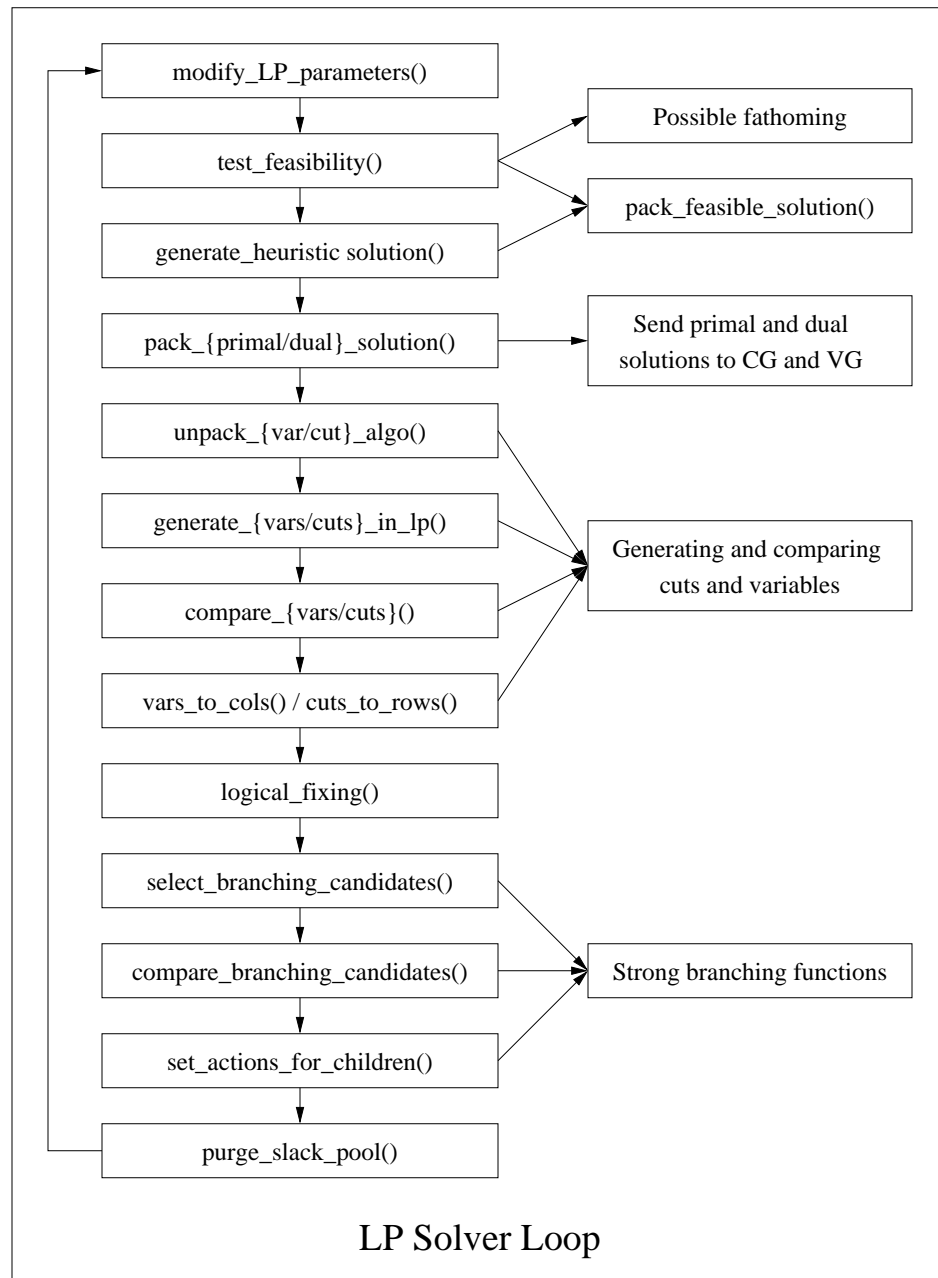 modify_LP_parameters()
Possible fathoming
test_feasibility()
pack_feasible_solution()
generate_heuristic solution()
Send primal and dual
solutions to CG and VG
pack_{primal/dual}_solution()
unpack_{var/cut}_algo()
generate_{vars/cuts}_in_lp()
Generating and comparing
cuts and variables
compare_{vars/cuts}()
vars_to_cols() / cuts_to_rows()
logical_fixing()
select_branching_candidates()
compare_branching_candidates()
Strong branching functions
set_actions_for_children()
purge_slack_pool()
LP Solver Loop